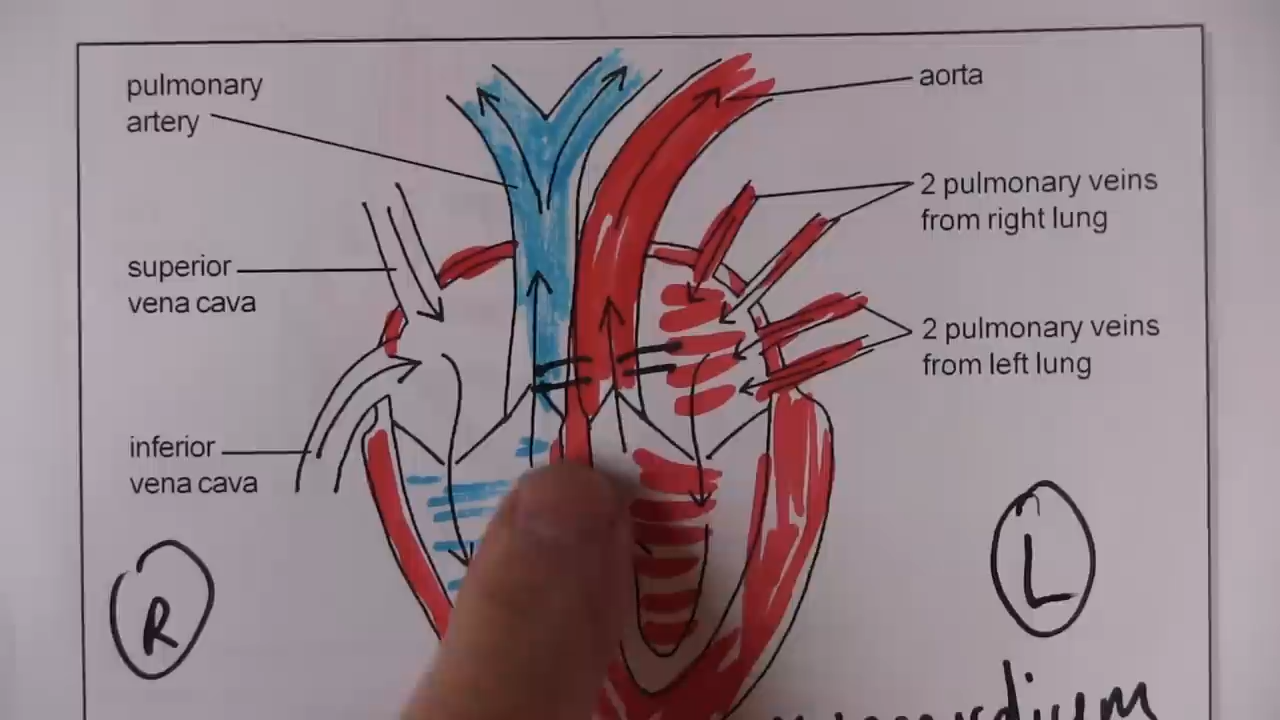 pulmonary
artery
aorta
2 pulmonary veins
from right lung
superior
vena cava
2 pulmonary veins
from left lung
inferior
vena cava
R
L